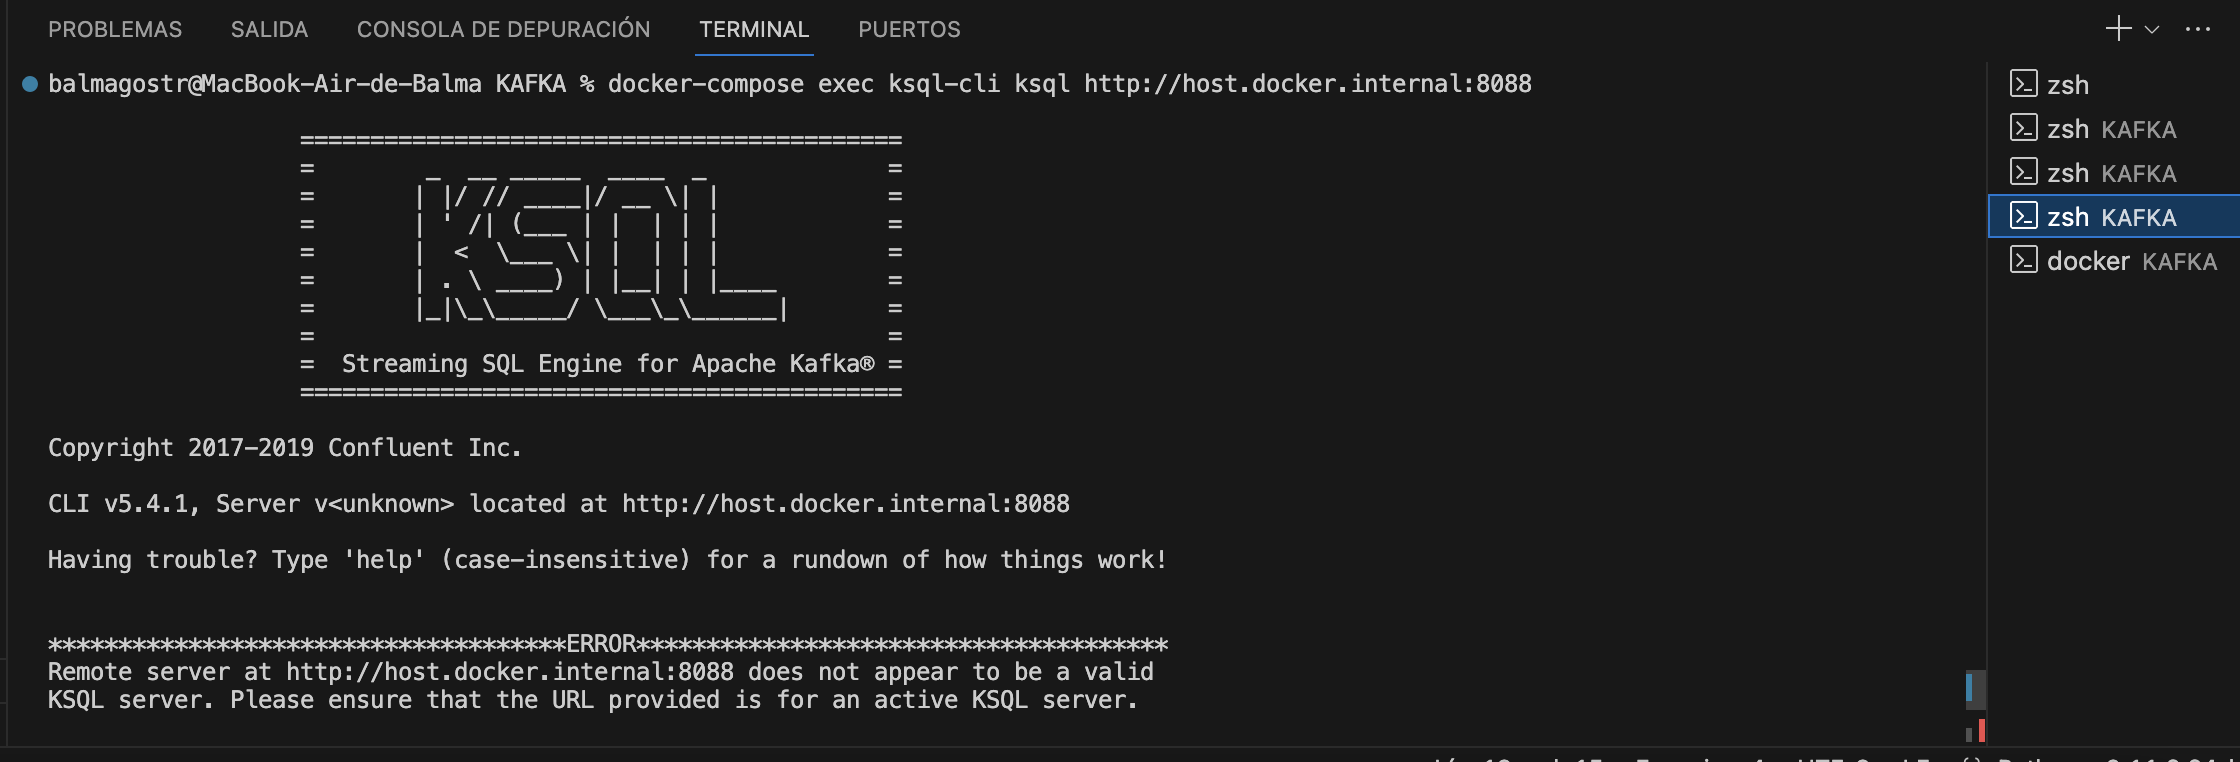 PROBLEMAS SALIDA CONSOLA DE DEPURACIÓN TERMINAL PUERTOS
balmagostr@MacBook-Air-de-Balma KAFKA % docker-compose exec ksql-cli ksql http://host.docker.internal:8088
===========================================
=        _  __ _____  ____  _             =
=       | |/ // ____|/ __ \| |            =
=       | ' /| (___ | |  | | |            =
=       |  <  \___ \| |  | | |            =
=       | . \ ____) | |__| | |____        =
=       |_|\_\_____/ \___\_\______|       =
=                                         =
=  Streaming SQL Engine for Apache Kafka® =
===========================================
Copyright 2017-2019 Confluent Inc.
CLI v5.4.1, Server v<unknown> located at http://host.docker.internal:8088
Having trouble? Type 'help' (case-insensitive) for a rundown of how things work!
*************************************ERROR**************************************
Remote server at http://host.docker.internal:8088 does not appear to be a valid
KSQL server. Please ensure that the URL provided is for an active KSQL server.
zsh
zsh KAFKA
zsh KAFKA
zsh KAFKA
docker KAFKA